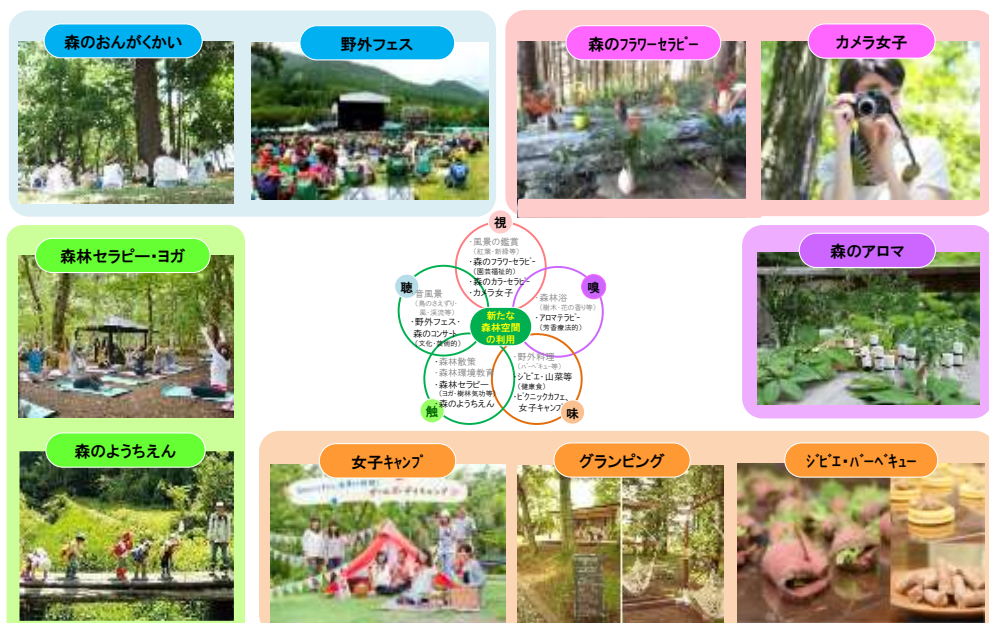 森のおんがくかい
野外フェス
森のフラワーセラピー
カメラ女子
森林セラピー・ヨガ
森のようちえん
視
・風景の鑑賞
(紅葉・新緑等)
・森のフラワーセラピー
(園芸福祉的)
・森のカラーセラピー
・カメラ女子
聴
音風景
(鳥のさえずり・
風・渓流等)
・野外フェス・
森のコンサート
(文化・芸術的)
嗅
・森林浴
(樹木・花の香り等)
・アロマテラピー
(芳香療法的)
新たな
森林空間
の利用
・森林散策
・森林環境教育
・森林セラピー
(ヨガ・樹林気功等)
・森のようちえん
触
・野外料理
(バーベキュー等)
・ジビエ・山菜等
(健康食)
・ピクニックカフェ、
女子キャンプ
味
森のアロマ
女子キャンプ
グランピング
ジビエ・バーベキュー